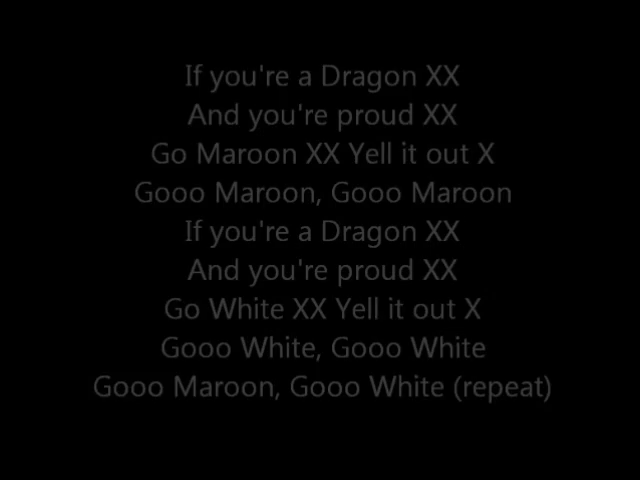 If you're a Dragon XX
And you're proud XX
Go Maroon XX Yell it out X
Gooo Maroon, Gooo Maroon
If you're a Dragon XX
And you're proud XX
Go White XX Yell it out X
Gooo White, Gooo White
Gooo Maroon, Gooo White (repeat)